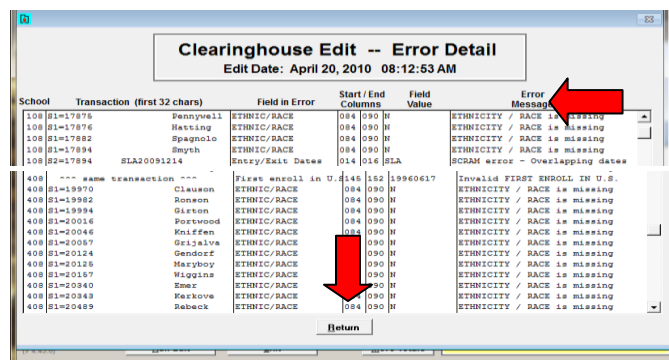 Clearinghouse Edit -- Error Detail
Edit Date: April 20, 2010 08:12:53 AM
School Transaction (first 32 chars) Field in Error Start / End Columns Field Value Error Message
108 S1=17875 Pennywell ETHNIC/RACE 084 090 N ETHNICITY / RACE is missing
108 S1=17876 Hatting ETHNIC/RACE 084 090 N ETHNICITY / RACE is missing
108 S1=17882 Spagnolo ETHNIC/RACE 084 090 N ETHNICITY / RACE is missing
108 S1=17894 Smyth ETHNIC/RACE 084 090 N ETHNICITY / RACE is missing
108 S2=17894 SLA20091214 Entry/Exit Dates 014 016 SLA SCRAM error - Overlapping dates
408 ^^^ same transaction ^^^ First enroll in U.S 145 152 19960617 Invalid FIRST ENROLL IN U.S.
408 S1=19970 Clauson ETHNIC/RACE 084 090 N ETHNICITY / RACE is missing
408 S1=19982 Ronson ETHNIC/RACE 084 090 N ETHNICITY / RACE is missing
408 S1=19994 Girton ETHNIC/RACE 084 090 N ETHNICITY / RACE is missing
408 S1=20016 Portwood ETHNIC/RACE 084 090 N ETHNICITY / RACE is missing
408 S1=20046 Kniffen ETHNIC/RACE 084 090 N ETHNICITY / RACE is missing
408 S1=20057 Grijalva ETHNIC/RACE 090 N ETHNICITY / RACE is missing
408 S1=20124 Gendorf ETHNIC/RACE 090 N ETHNICITY / RACE is missing
408 S1=20125 Maryboy ETHNIC/RACE 090 N ETHNICITY / RACE is missing
408 S1=20157 Wiggins ETHNIC/RACE 090 N ETHNICITY / RACE is missing
408 S1=20340 Emer ETHNIC/RACE 090 N ETHNICITY / RACE is missing
408 S1=20343 Kerkove ETHNIC/RACE 090 N ETHNICITY / RACE is missing
408 S1=20489 Rebeck ETHNIC/RACE 084 090 N ETHNICITY / RACE is missing
Return